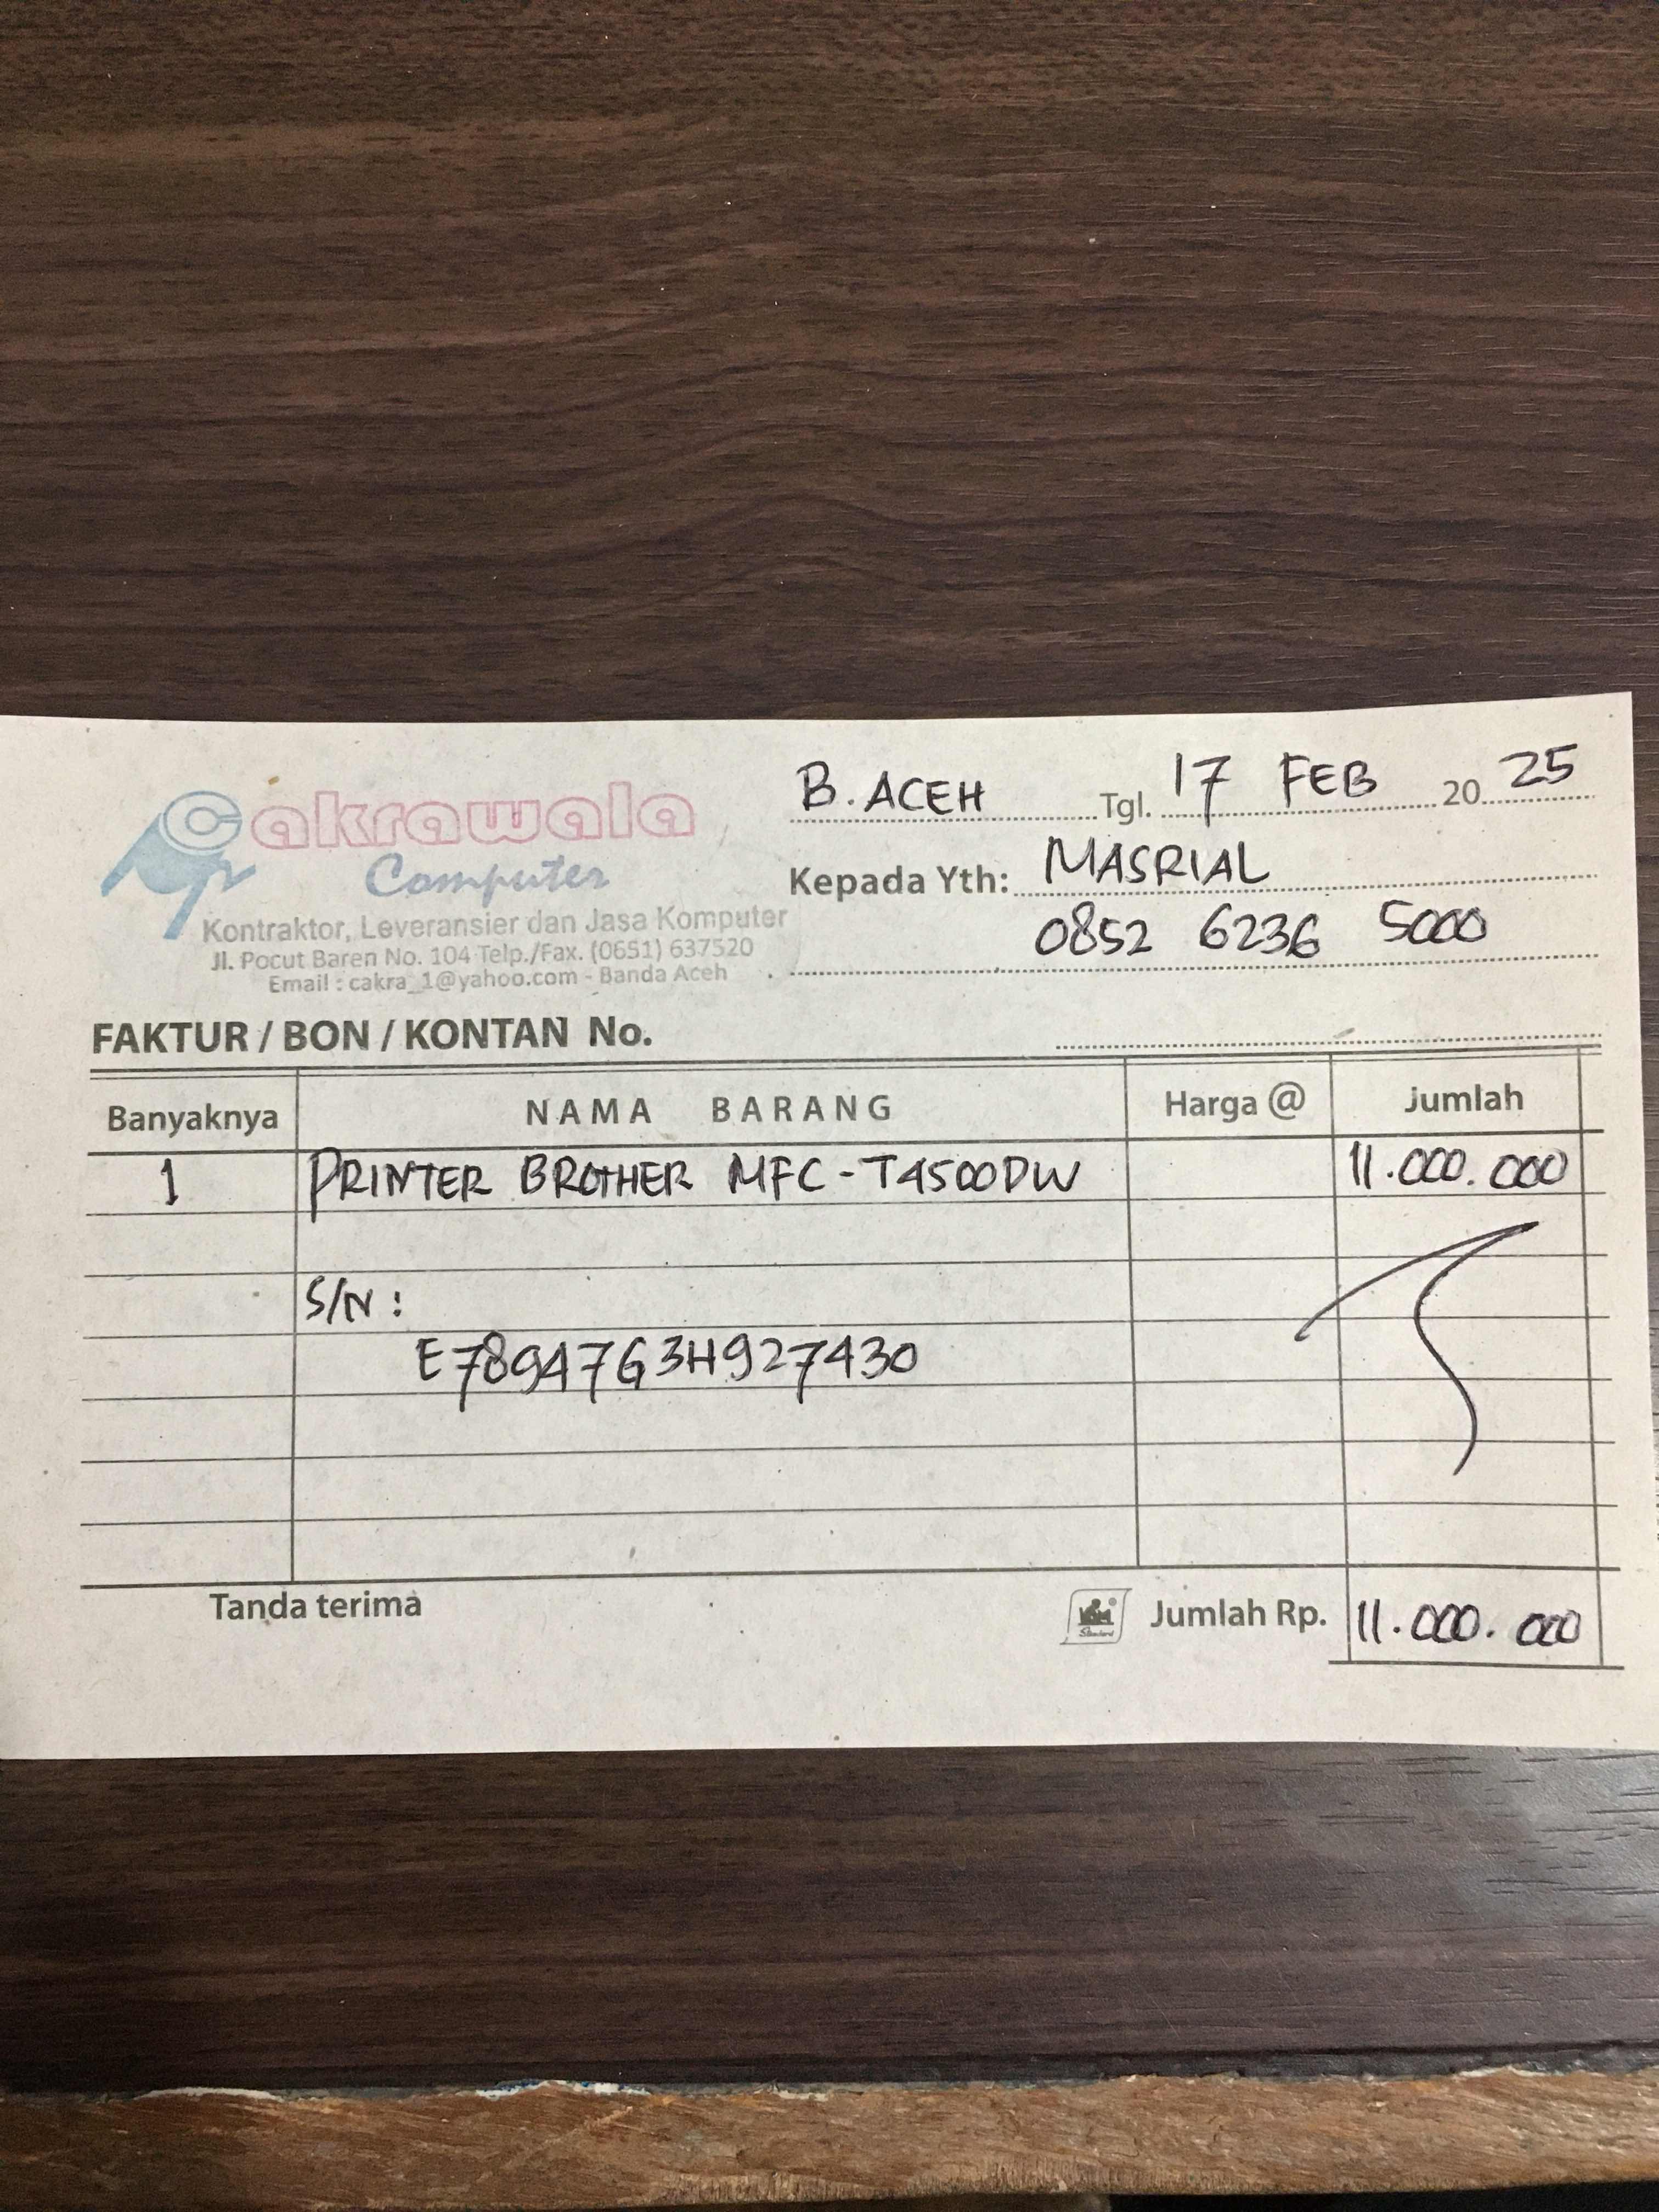 Cakrawala
Computer
Kontraktor, Leveransier dan Jasa Komputer
Jl. Pocut Baren No. 104 Telp./Fax. (0651) 637520
Email : cakra_1@yahoo.com - Banda Aceh
B. ACEH Tgl. 17 FEB 2025
Kepada Yth: MASRIAL
0852 6236 5000
FAKTUR / BON / KONTAN No.
Banyaknya NAMA BARANG Harga @ Jumlah
1 PRINTER BROTHER MFC-T4500DW 11.000.000
S/N :
E78947G3H927430
Tanda terima Jumlah Rp. 11.000.000